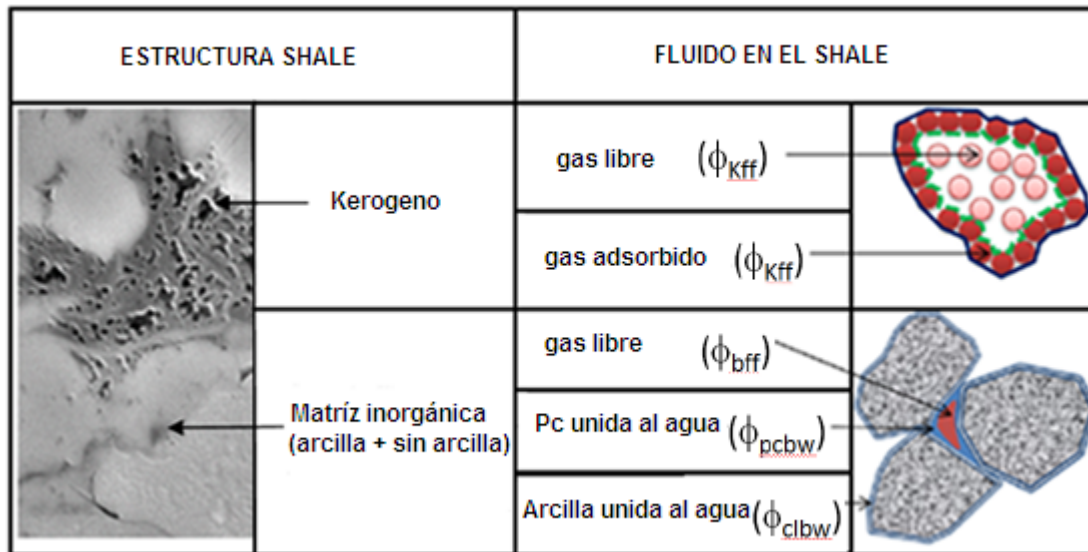 ESTRUCTURA SHALE
FLUIDO EN EL SHALE
Kerogeno
gas libre (ϕKff)
gas adsorbido (ϕKff)
Matríz inorgánica
(arcilla + sin arcilla)
gas libre (ϕbff)
Pc unida al agua (ϕpcbw)
Arcilla unida al agua (ϕclbw)